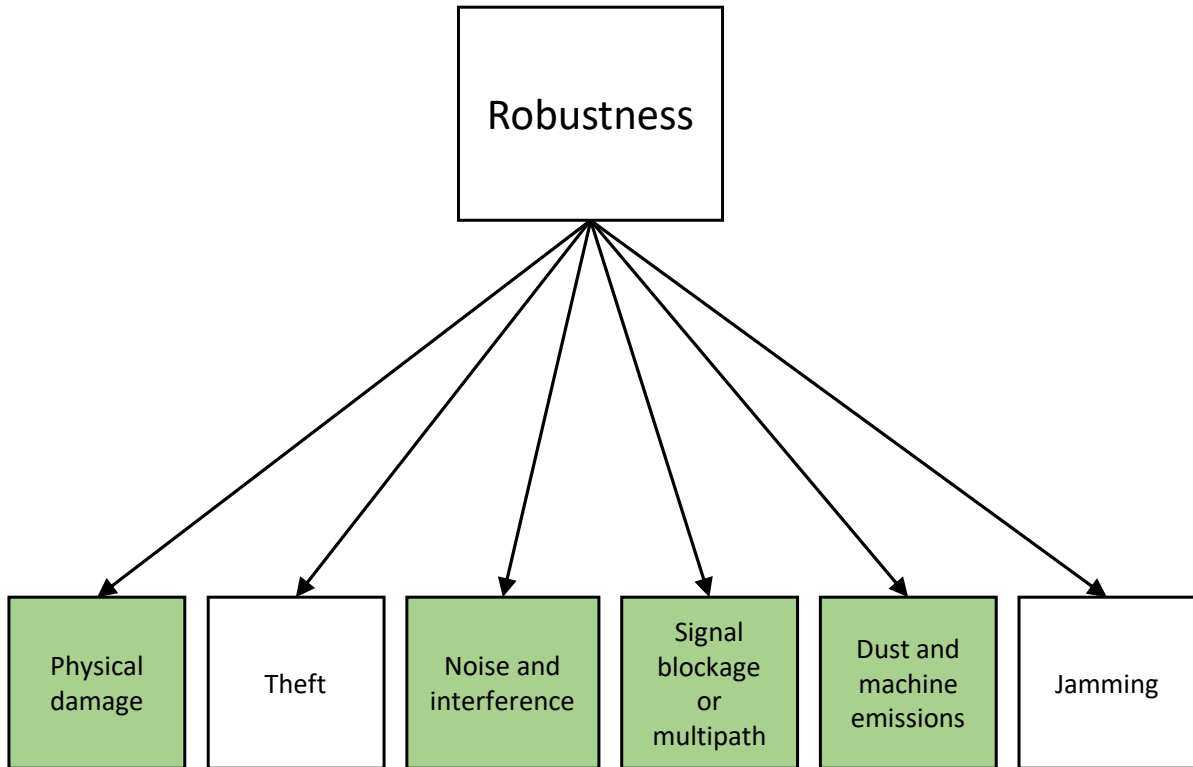 Robustness
Physical
damage
Theft
Noise and
interference
Signal
blockage
or
multipath
Dust and
machine
emissions
Jamming